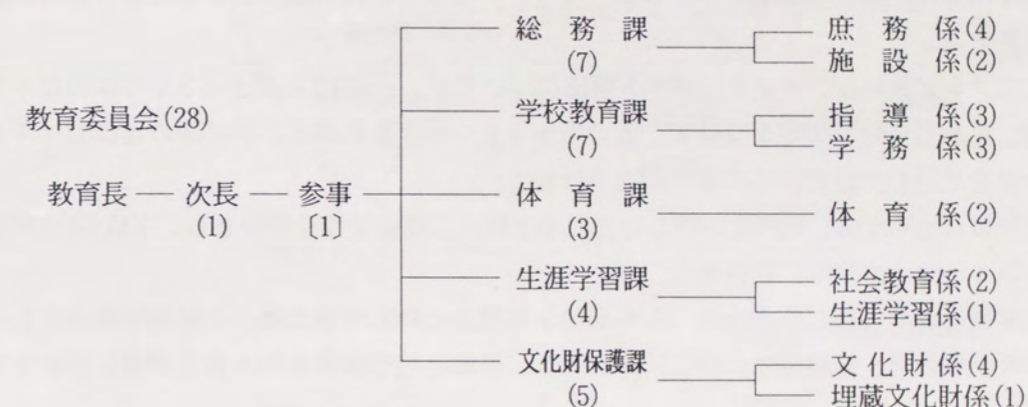 教育委員会(28)
教育長 次長 参事
(1) [1]
総務課
(7)
庶務係(4)
施設係(2)
学校教育課
(7)
指導係(3)
学務係(3)
体育課
(3)
体育係(2)
生涯学習課
(4)
社会教育係(2)
生涯学習係(1)
文化財保護課
(5)
文化財係(4)
埋蔵文化財係(1)